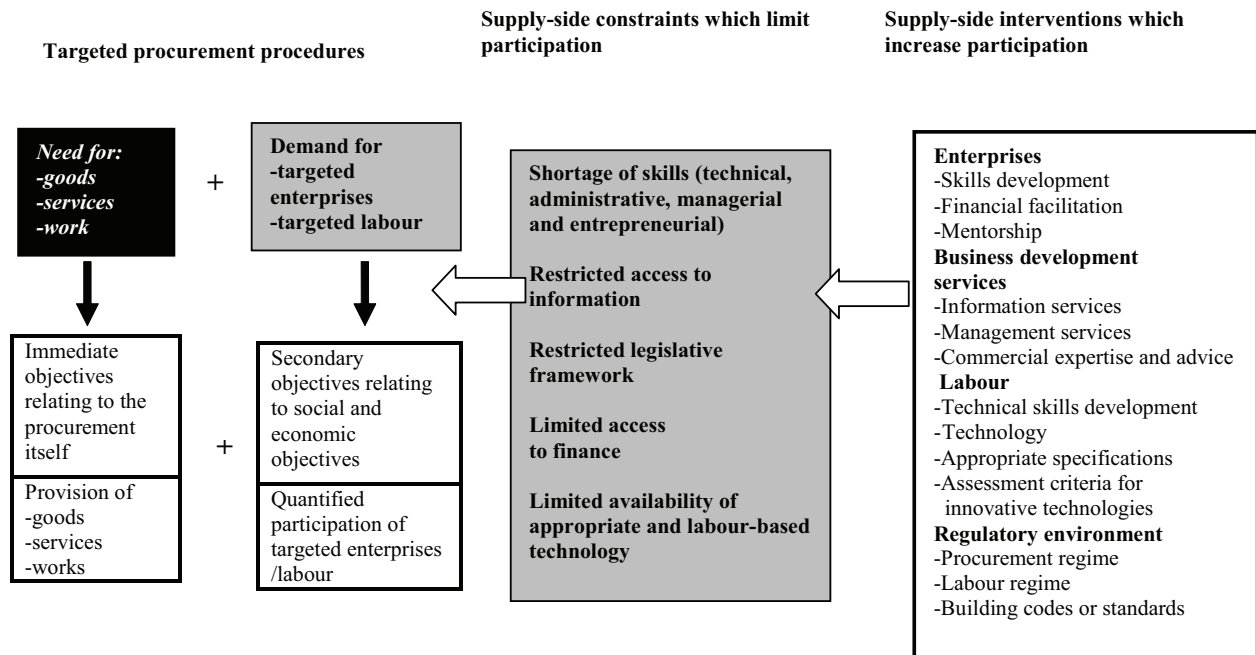 Targeted procurement procedures
Supply-side constraints which limit
participation
Supply-side interventions which
increase participation
Need for:
-goods
-services
-work
+
Demand for
-targeted
enterprises
-targeted labour
Immediate
objectives
relating to the
procurement
itself
Provision of
-goods
-services
-works
+
Secondary
objectives relating
to social and
economic
objectives
Quantified
participation of
targeted enterprises
/labour
Shortage of skills (technical,
administrative, managerial
and entrepreneurial)
Restricted access to
information
Restricted legislative
framework
Limited access
to finance
Limited availability of
appropriate and labour-based
technology
Enterprises
-Skills development
-Financial facilitation
-Mentorship
Business development
services
-Information services
-Management services
-Commercial expertise and advice
Labour
-Technical skills development
-Technology
-Appropriate specifications
-Assessment criteria for
innovative technologies
Regulatory environment
-Procurement regime
-Labour regime
-Building codes or standards